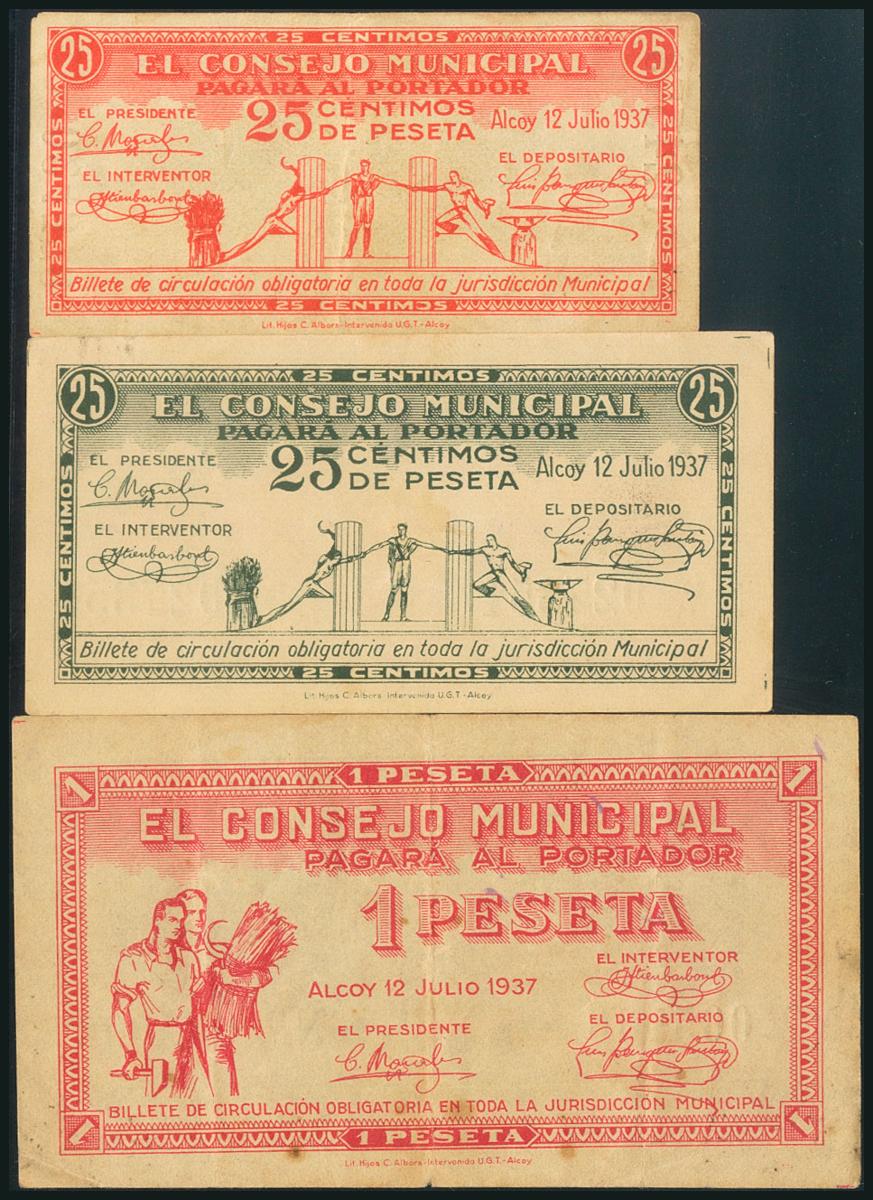 25 CENTIMOS
25 25
EL CONSEJO MUNICIPAL
PAGARÁ AL PORTADOR
25 CÉNTIMOS DE PESETA
Alcoy 12 Julio 1937
EL PRESIDENTE
EL INTERVENTOR
EL DEPOSITARIO
25 CENTIMOS
25 CENTIMOS
Billete de circulación obligatoria en toda la jurisdicción Municipal
25 CENTIMOS
Lit. Hijos C. Albors-Intervenido U.G.T.-Alcoy
25 CENTIMOS
25 25
EL CONSEJO MUNICIPAL
PAGARÁ AL PORTADOR
25 CÉNTIMOS DE PESETA
Alcoy 12 Julio 1937
EL PRESIDENTE
EL INTERVENTOR
EL DEPOSITARIO
25 CENTIMOS
25 CENTIMOS
Billete de circulación obligatoria en toda la jurisdicción Municipal
25 CENTIMOS
Lit. Hijos C. Albors Intervenido U.G.T.-Alcoy
1 PESETA
1 1
EL CONSEJO MUNICIPAL
PAGARÁ AL PORTADOR
1 PESETA
EL INTERVENTOR
ALCOY 12 JULIO 1937
EL DEPOSITARIO
EL PRESIDENTE
BILLETE DE CIRCULACIÓN OBLIGATORIA EN TODA LA JURISDICCIÓN MUNICIPAL
1 1
1 PESETA
Lit. Hijos C. Albors-Intervenido U.G.T.-Alcoy